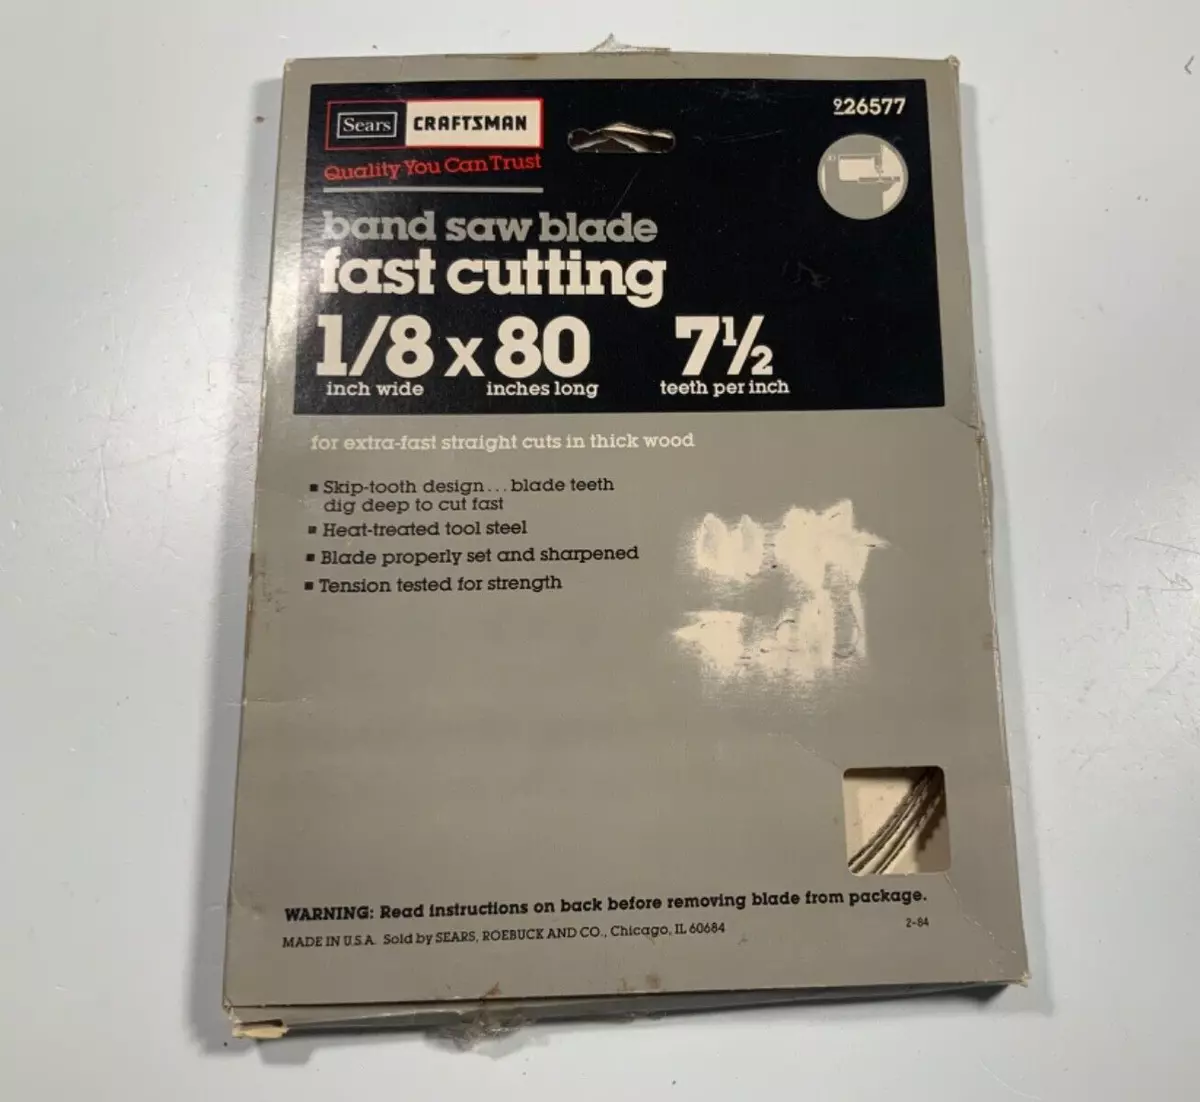 Sears CRAFTSMAN
Quality You Can Trust
926577
band saw blade
fast cutting
1/8 x 80 7½
inch wide inches long teeth per inch
for extra-fast straight cuts in thick wood
▪ Skip-tooth design... blade teeth
dig deep to cut fast
▪ Heat-treated tool steel
▪ Blade properly set and sharpened
▪ Tension tested for strength
WARNING: Read instructions on back before removing blade from package.
MADE IN U.S.A. Sold by SEARS, ROEBUCK AND CO., Chicago, IL 60684
2-84